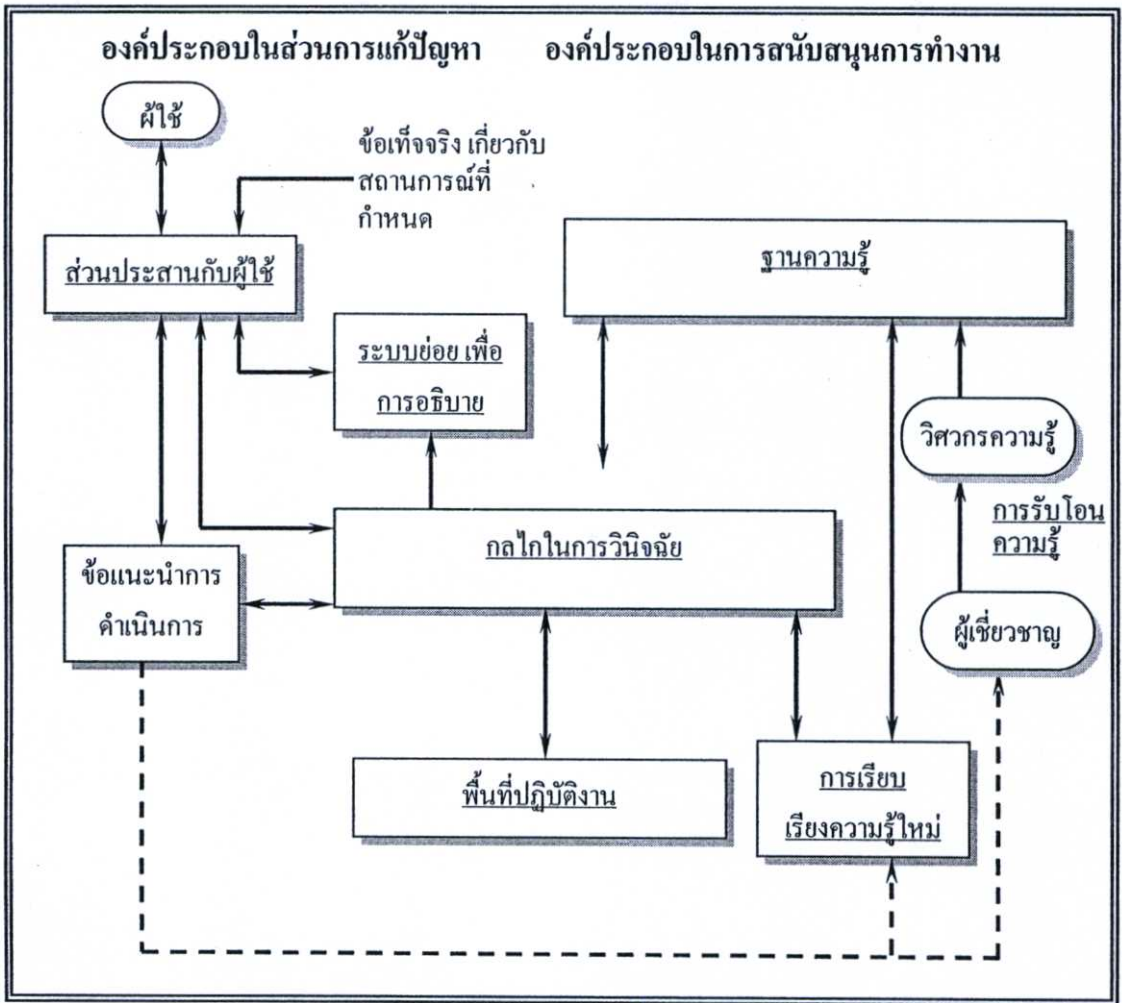 องค์ประกอบในส่วนการแก้ปัญหา
องค์ประกอบในการสนับสนุนการทำงาน
ผู้ใช้
ข้อเท็จจริง เกี่ยวกับ
สถานการณ์ที่
กำหนด
ส่วนประสานกับผู้ใช้
ฐานความรู้
ระบบย่อย เพื่อ
การอธิบาย
วิศวกรความรู้
การรับโอน
ความรู้
กลไกในการวินิจฉัย
ข้อแนะนำการ
ดำเนินการ
ผู้เชี่ยวชาญ
พื้นที่ปฏิบัติงาน
การเรียบ
เรียงความรู้ใหม่